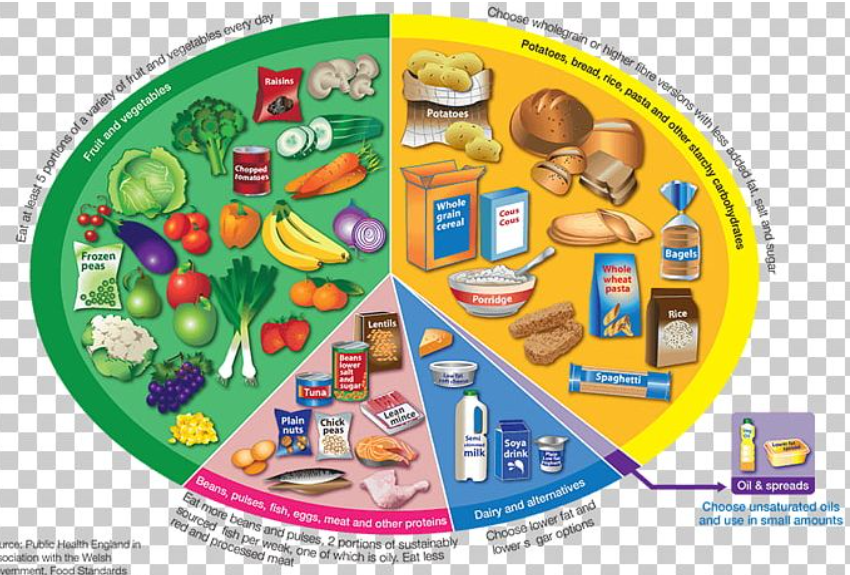 Eat at least 5 portions of a variety of fruit and vegetables every day
Fruit and vegetables
Choose wholegrain or higher fibre versions with less added fat, salt and sugar
Potatoes, bread, rice, pasta and other starchy carbohydrates
Raisins
Chopped
tomatoes
Frozen
peas
Potatoes
Whole
grain
cereal
Cous
Cous
Bagels
Whole
wheat
pasta
Porridge
Rice
Spaghetti
Lentils
Beans
lower
salt
and
sugar
Tuna
Lean
mince
Plain
nuts
Chick
peas
Low fat
Semi
skimmed
milk
Soya
drink
Plain
Low fat
Lower fat
spread
Oil & spreads
Choose unsaturated oils
and use in small amounts
Beans, pulses, fish, eggs, meat and other proteins
Eat more beans and pulses, 2 portions of sustainably
sourced fish per week, one of which is oily. Eat less
red and processed meat
Dairy and alternatives
Choose lower fat and
lower s gar options
urce: Public Health England in
sociation with the Welsh
vernment, Food Standards